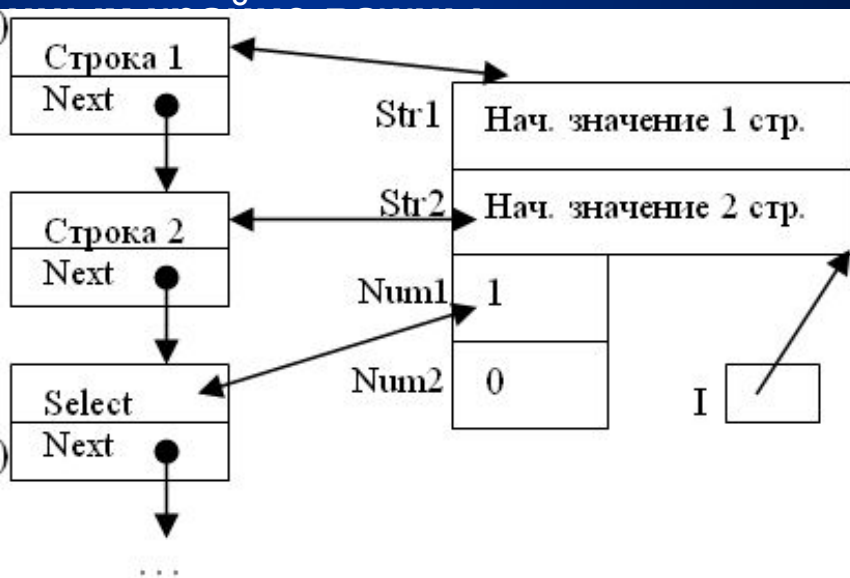 Строка 1
Next
Строка 2
Next
Select
Next
. . .
Str1
Нач. значение 1 стр.
Str2
Нач. значение 2 стр.
Num1
1
Num2
0
I